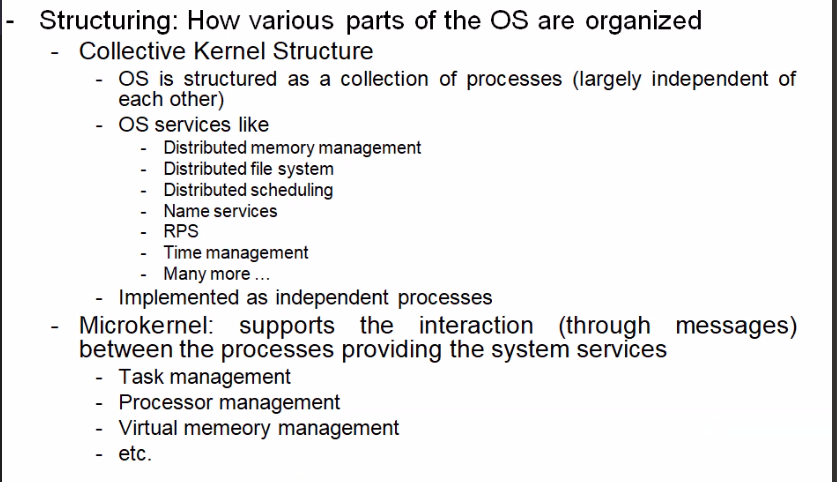 - Structuring: How various parts of the OS are organized
- Collective Kernel Structure
- OS is structured as a collection of processes (largely independent of
each other)
- OS services like
- Distributed memory management
- Distributed file system
- Distributed scheduling
- Name services
- RPS
- Time management
- Many more ...
- Implemented as independent processes
- Microkernel: supports the interaction (through messages)
between the processes providing the system services
- Task management
- Processor management
- Virtual memeory management
- etc.